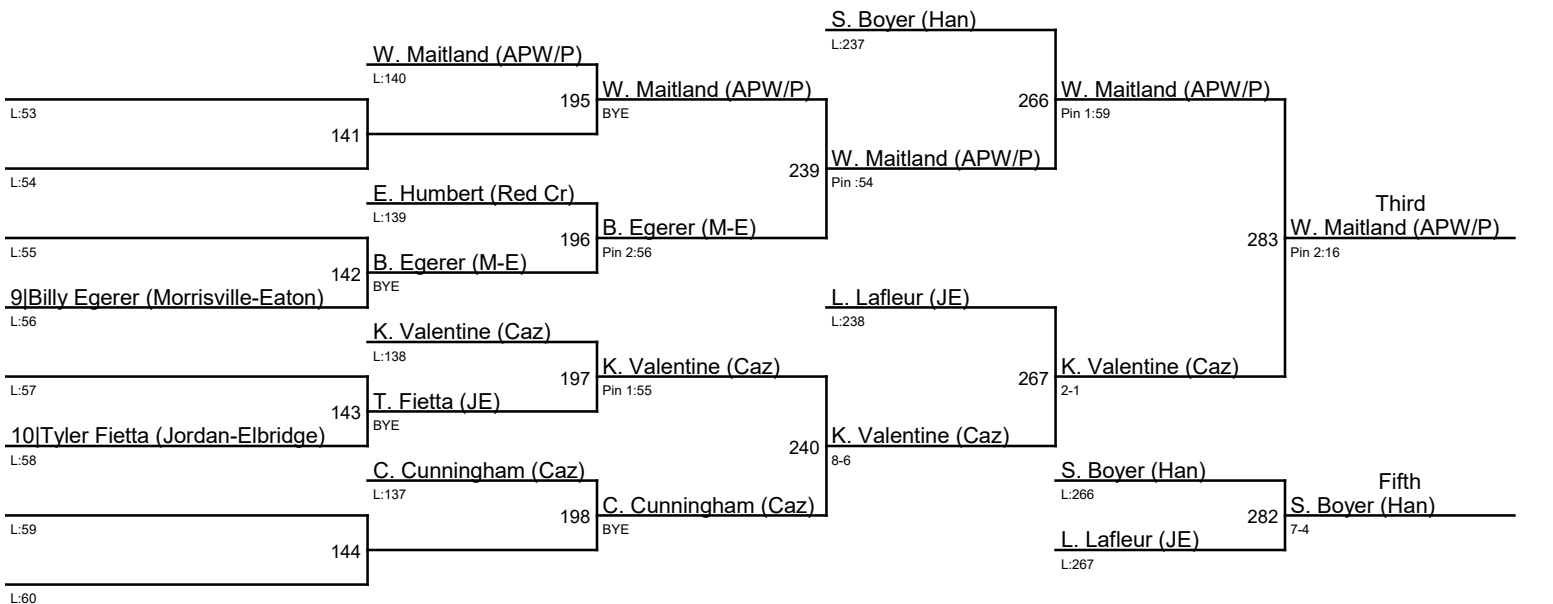 S. Boyer (Han)
L:237
W. Maitland (APW/P)
L:140
195
W. Maitland (APW/P)
BYE
266
W. Maitland (APW/P)
Pin 1:59
L:53
141
239
W. Maitland (APW/P)
Pin :54
L:54
E. Humbert (Red Cr)
L:139
196
B. Egerer (M-E)
Pin 2:56
Third
283
W. Maitland (APW/P)
Pin 2:16
L:55
142
B. Egerer (M-E)
BYE
9|Billy Egerer (Morrisville-Eaton)
L:56
L. Lafleur (JE)
L:238
K. Valentine (Caz)
L:138
197
K. Valentine (Caz)
Pin 1:55
267
K. Valentine (Caz)
2-1
L:57
143
T. Fietta (JE)
BYE
10|Tyler Fietta (Jordan-Elbridge)
L:58
240
K. Valentine (Caz)
8-6
C. Cunningham (Caz)
L:137
198
C. Cunningham (Caz)
BYE
S. Boyer (Han)
L:266
Fifth
282
S. Boyer (Han)
7-4
L:59
144
L. Lafleur (JE)
L:267
L:60